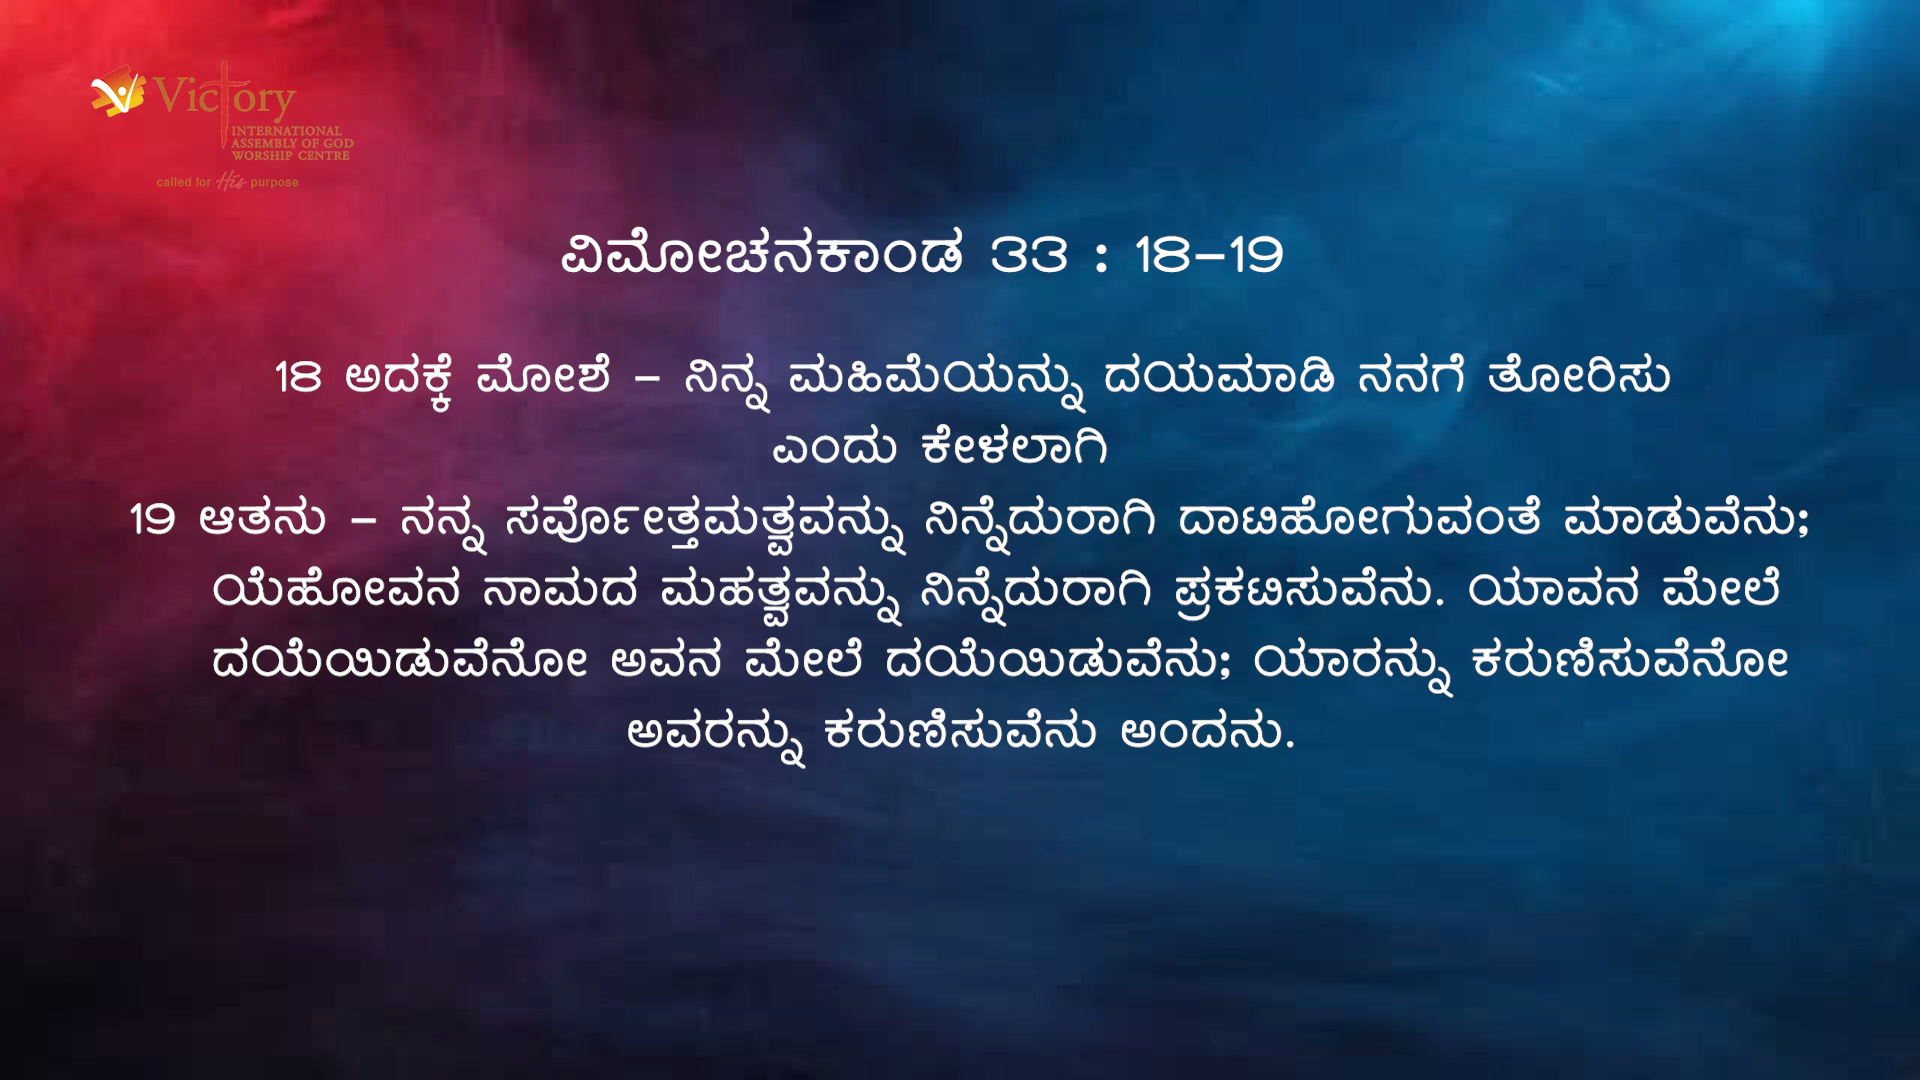 Victory
INTERNATIONAL
ASSEMBLY OF GOD
WORSHIP CENTRE
called for His purpose
ವಿಮೋಚನಕಾಂಡ 33 : 18-19
18 ಅದಕ್ಕೆ ಮೋಶೆ - ನಿನ್ನ ಮಹಿಮೆಯನ್ನು ದಯಮಾಡಿ ನನಗೆ ತೋರಿಸು
ಎಂದು ಕೇಳಲಾಗಿ
19 ಆತನು - ನನ್ನ ಸರ್ವೋತ್ತಮತ್ವವನ್ನು ನಿನ್ನೆದುರಾಗಿ ದಾಟಹೋಗುವಂತೆ ಮಾಡುವೆನು;
ಯೆಹೋವನ ನಾಮದ ಮಹತ್ವವನ್ನು ನಿನ್ನೆದುರಾಗಿ ಪ್ರಕಟಿಸುವೆನು. ಯಾವನ ಮೇಲೆ
ದಯೆಯಿಡುವೆನೋ ಅವನ ಮೇಲೆ ದಯೆಯಿಡುವೆನು; ಯಾರನ್ನು ಕರುಣಿಸುವೆನೋ
ಅವರನ್ನು ಕರುಣಿಸುವೆನು ಅಂದನು.